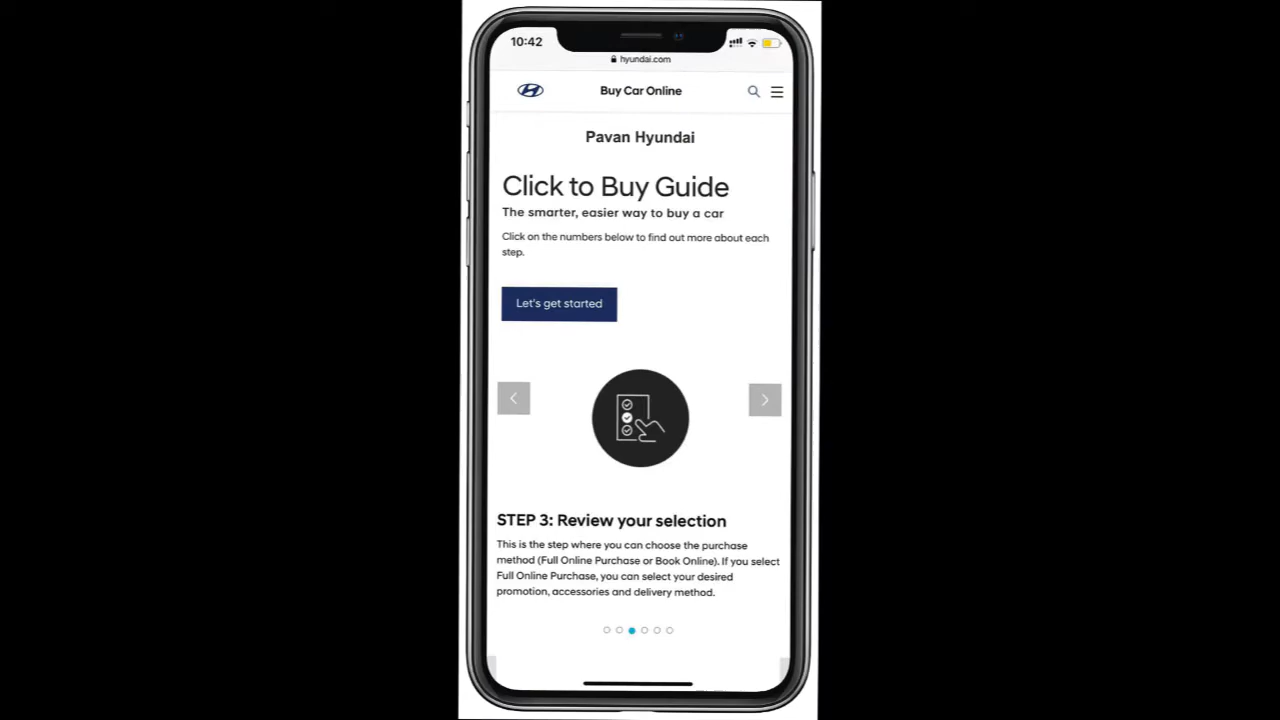 10:42
hyundai.com
Buy Car Online
Pavan Hyundai
Click to Buy Guide
The smarter, easier way to buy a car
Click on the numbers below to find out more about each
step.
Let's get started
STEP 3: Review your selection
This is the step where you can choose the purchase
method (Full Online Purchase or Book Online). If you select
Full Online Purchase, you can select your desired
promotion, accessories and delivery method.